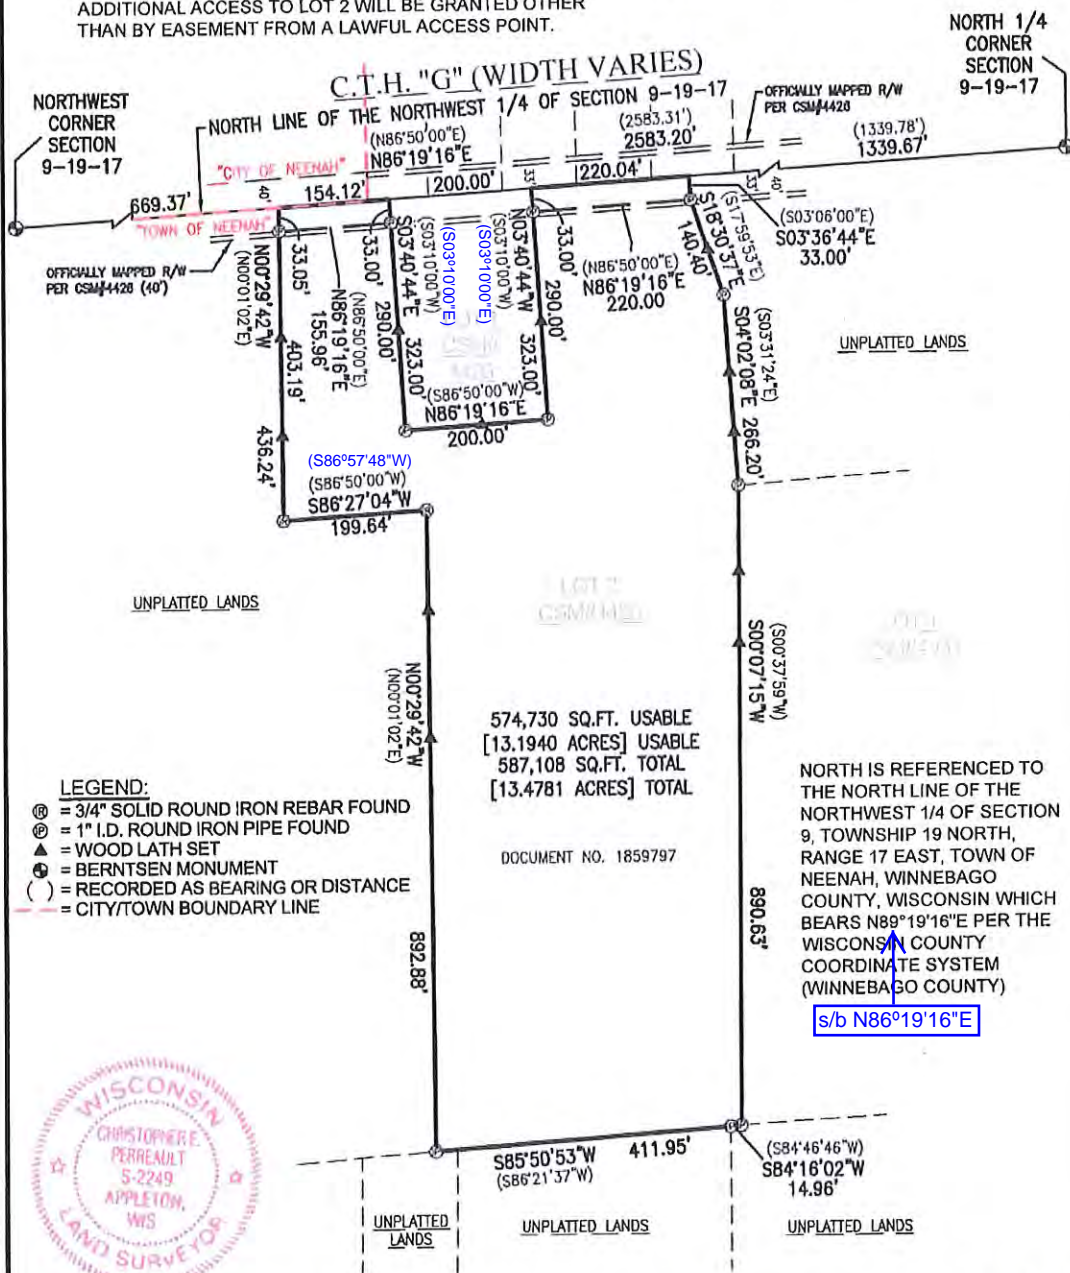 ADDITIONAL ACCESS TO LOT 2 WILL BE GRANTED OTHER
THAN BY EASEMENT FROM A LAWFUL ACCESS POINT.
NORTH 1/4
CORNER
SECTION
9-19-17
C.T.H. "G" (WIDTH VARIES)
NORTHWEST
CORNER
SECTION
9-19-17
NORTH LINE OF THE NORTHWEST 1/4 OF SECTION 9-19-17
OFFICIALLY MAPPED R/W
PER CSM#4426
(N86°50'00"E)
N86°19'16"E
(2583.31')
2583.20'
(1339.78')
1339.67'
"CITY OF NEENAH"
40'
154.12'
200.00'
33'
220.04'
33'
40'
669.37'
"TOWN OF NEENAH"
OFFICIALLY MAPPED R/W
PER CSM#4426 (40')
N00°29'42"W
(N00°01'02"E)
33.05'
403.19'
436.24'
N86°19'16"E
155.96'
(N86°50'00"E)
33.00'
290.00'
S03°40'44"E
323.00'
(S03°10'00"W)
(S03°10'00"E)
(S03°10'00"E)
(S03°10'00"W)
N03°40'44"W
323.00'
33.00'
290.00'
(N86°50'00"E)
N86°19'16"E
220.00
(S03°06'00"E)
S03°36'44"E
33.00'
(S17°59'53"E)
S18°30'37"E
140.40'
(S03°31'24"E)
S04°02'08"E
266.20'
UNPLATTED LANDS
(S86°50'00"W)
N86°19'16"E
200.00'
(S86°57'48"W)
(S86°50'00"W)
S86°27'04"W
199.64'
UNPLATTED LANDS
LOT 2
N00°29'42"W
(N00°01'02"E)
892.88'
(S00°37'59"W)
S00°07'15"W
890.63'
574,730 SQ.FT. USABLE
[13.1940 ACRES] USABLE
587,108 SQ.FT. TOTAL
[13.4781 ACRES] TOTAL
DOCUMENT NO. 1859797
LEGEND:
R = 3/4" SOLID ROUND IRON REBAR FOUND
P = 1" I.D. ROUND IRON PIPE FOUND
= WOOD LATH SET
= BERNTSEN MONUMENT
( ) = RECORDED AS BEARING OR DISTANCE
= CITY/TOWN BOUNDARY LINE
NORTH IS REFERENCED TO
THE NORTH LINE OF THE
NORTHWEST 1/4 OF SECTION
9, TOWNSHIP 19 NORTH,
RANGE 17 EAST, TOWN OF
NEENAH, WINNEBAGO
COUNTY, WISCONSIN WHICH
BEARS N89°19'16"E PER THE
WISCONSIN COUNTY
COORDINATE SYSTEM
(WINNEBAGO COUNTY)
s/b N86º19'16"E
WISCONSIN
CHRISTOPHER E.
PERREAULT
S-2249
APPLETON,
WIS
LAND SURVEYOR
S85°50'53"W 411.95'
(S86°21'37"W)
(S84°46'46"W)
S84°16'02"W
14.96'
UNPLATTED
LANDS
UNPLATTED LANDS
UNPLATTED LANDS